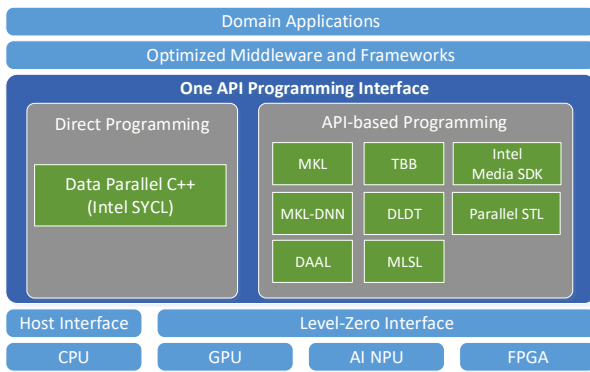 Domain Applications
Optimized Middleware and Frameworks
One API Programming Interface
Direct Programming
Data Parallel C++
(Intel SYCL)
API-based Programming
MKL
TBB
Intel
Media SDK
MKL-DNN
DLDT
Parallel STL
DAAL
MLSL
Host Interface
Level-Zero Interface
CPU
GPU
AI NPU
FPGA